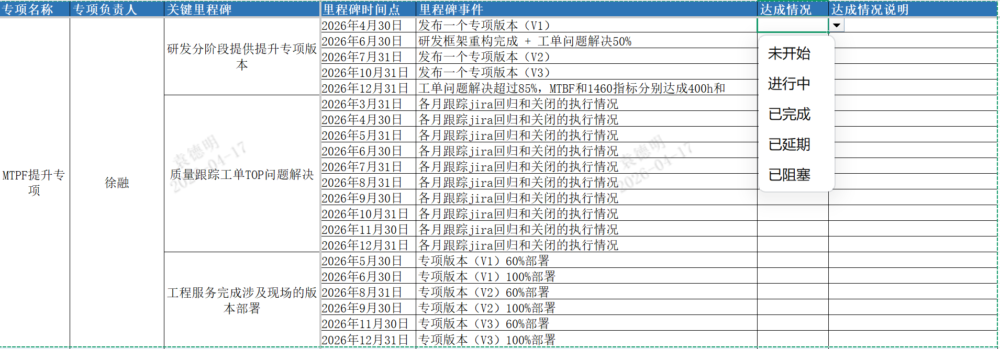 专项名称 专项负责人 关键里程碑 里程碑时间点 里程碑事件 达成情况 达成情况说明
MTPF提升专
项
徐融
研发分阶段提供提升专项版
本
2026年4月30日 发布一个专项版本（V1）
2026年6月30日 研发框架重构完成 + 工单问题解决50%
2026年7月31日 发布一个专项版本（V2）
2026年10月31日 发布一个专项版本（V3）
2026年12月31日 工单问题解决超过85%，MTBF和1460指标分别达成400h和
质量跟踪工单TOP问题解决
2026年3月31日 各月跟踪jira回归和关闭的执行情况
2026年4月30日 各月跟踪jira回归和关闭的执行情况
2026年5月31日 各月跟踪jira回归和关闭的执行情况
2026年6月30日 各月跟踪jira回归和关闭的执行情况
2026年7月31日 各月跟踪jira回归和关闭的执行情况
2026年8月31日 各月跟踪jira回归和关闭的执行情况
2026年9月30日 各月跟踪jira回归和关闭的执行情况
2026年10月31日 各月跟踪jira回归和关闭的执行情况
2026年11月30日 各月跟踪jira回归和关闭的执行情况
2026年12月31日 各月跟踪jira回归和关闭的执行情况
工程服务完成涉及现场的版
本部署
2026年5月30日 专项版本（V1）60%部署
2026年6月30日 专项版本（V1）100%部署
2026年8月31日 专项版本（V2）60%部署
2026年9月30日 专项版本（V2）100%部署
2026年11月30日 专项版本（V3）60%部署
2026年12月31日 专项版本（V3）100%部署
未开始
进行中
已完成
已延期
已阻塞
袁德明
2026-04-17
袁德明
2026-04-17